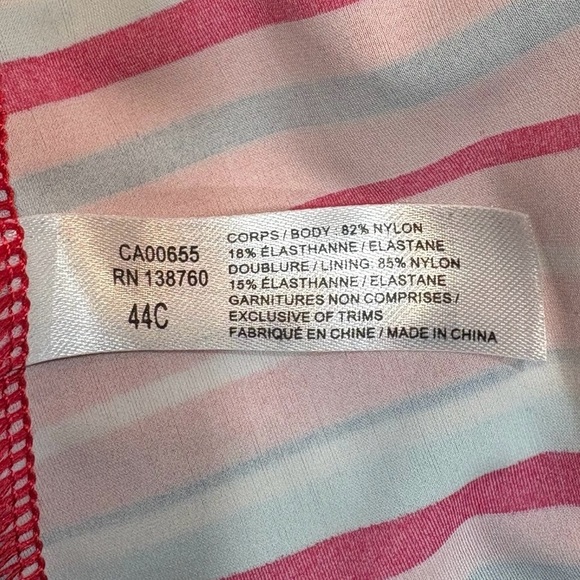 CA00655
RN 138760
44C
CORPS / BODY : 82% NYLON
18% ÉLASTHANNE / ELASTANE
DOUBLURE / LINING: 85% NYLON
15% ÉLASTHANNE / ELASTANE
GARNITURES NON COMPRISES /
EXCLUSIVE OF TRIMS
FABRIQUÉ EN CHINE / MADE IN CHINA